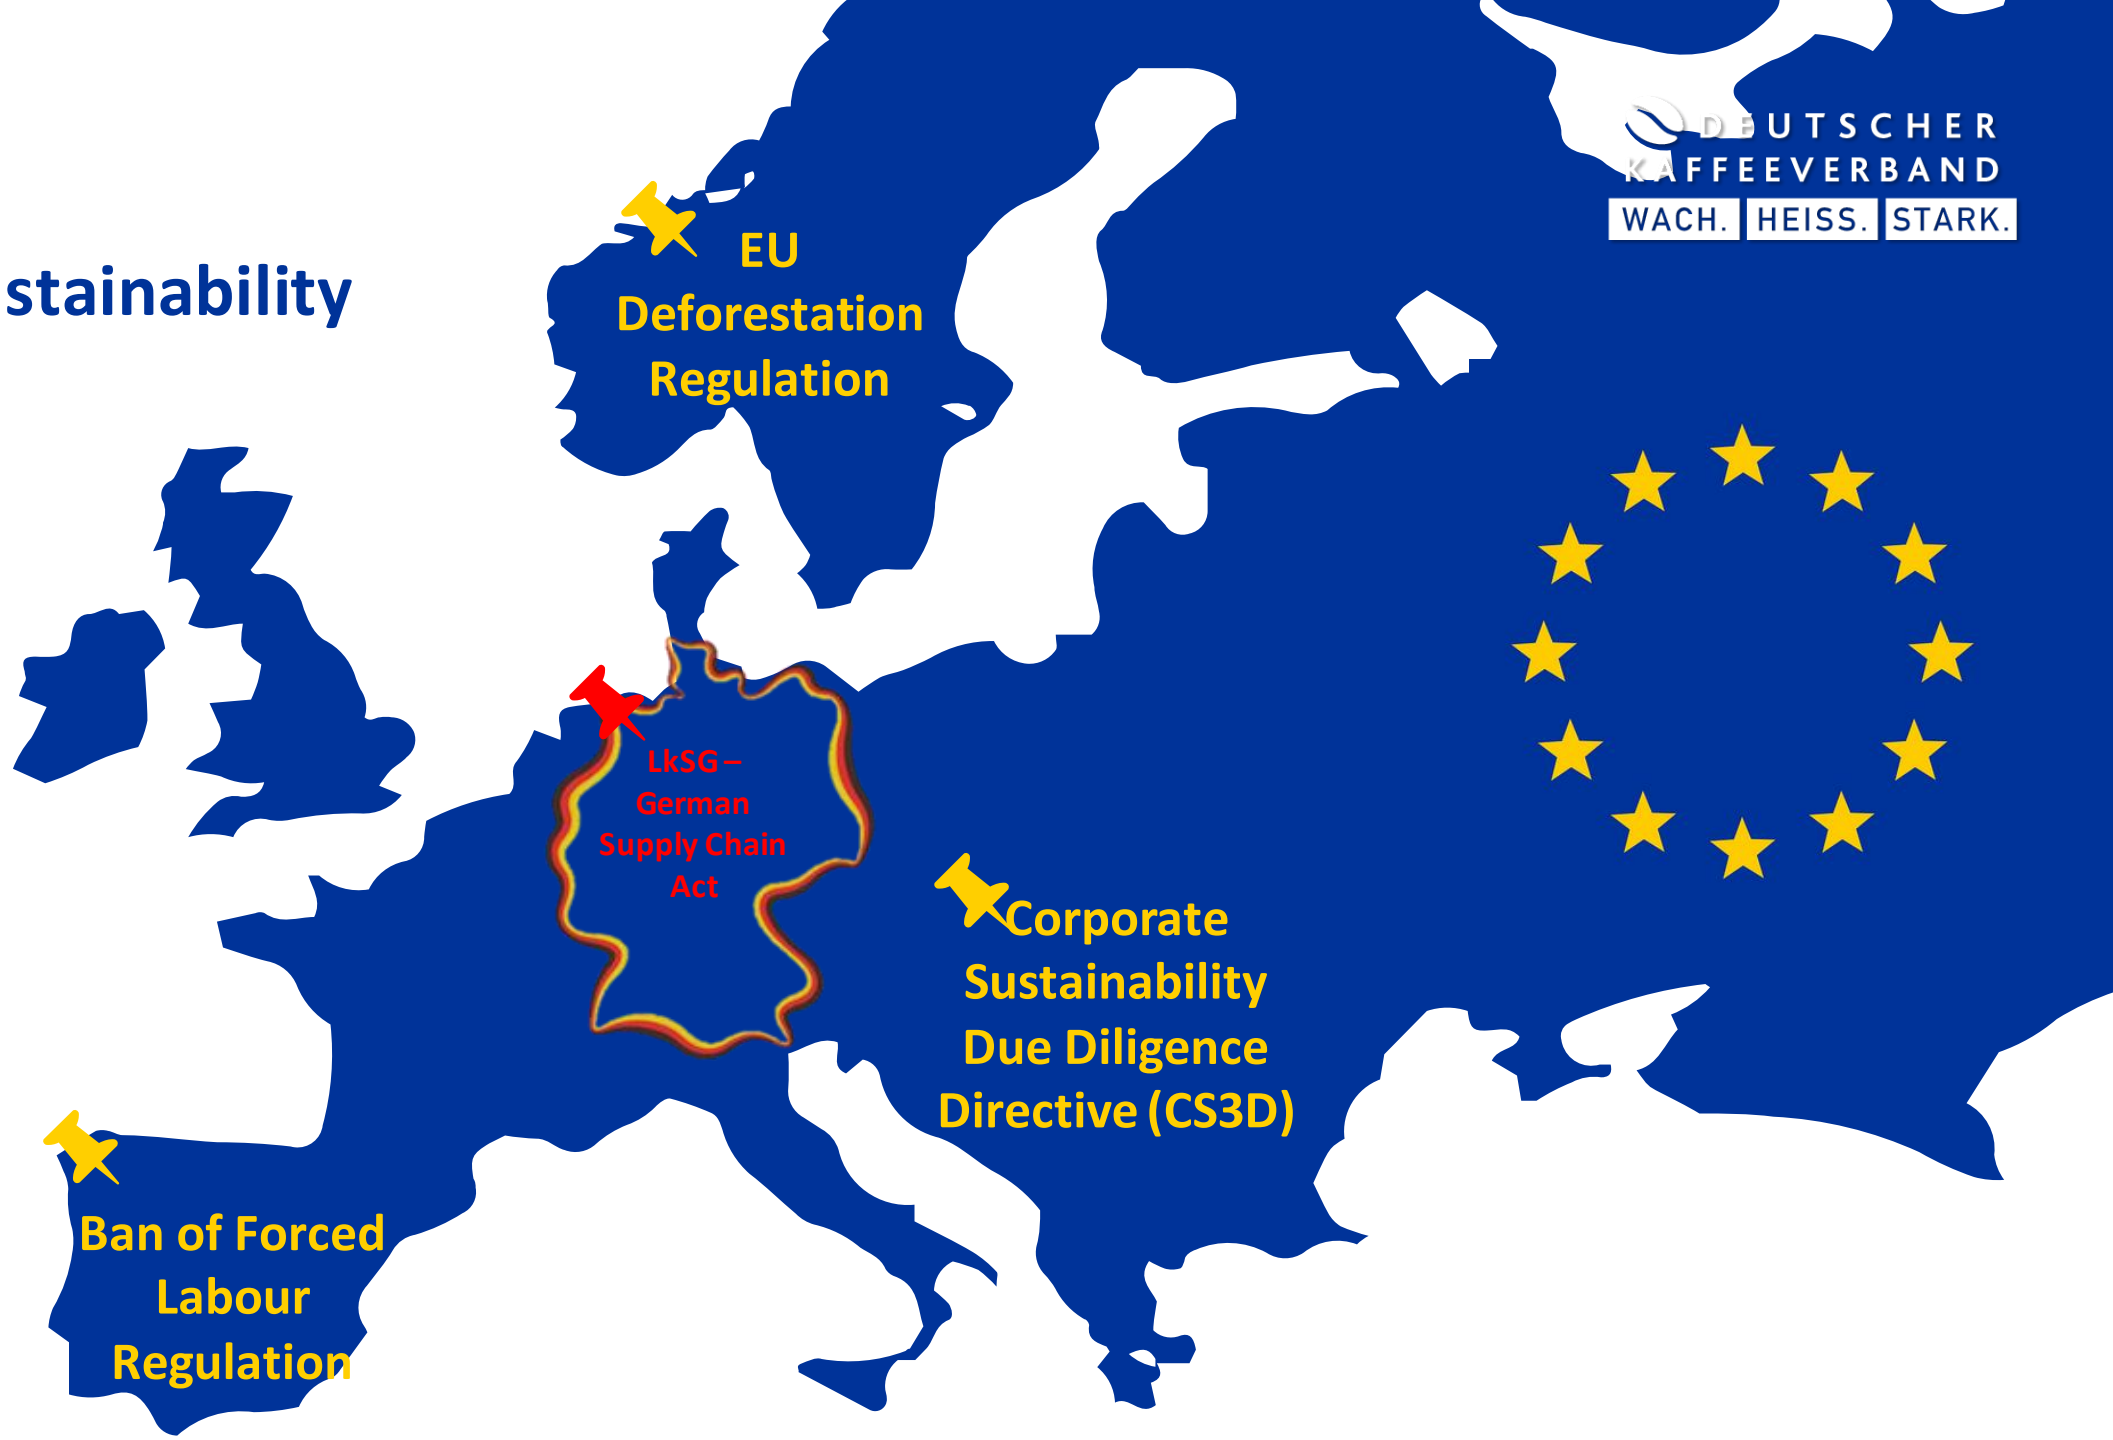 DEUTSCHER
KAFFEEVERBAND
WACH. HEISS. STARK.
stainability
EU
Deforestation
Regulation
LkSG –
German
Supply Chain
Act
Corporate
Sustainability
Due Diligence
Directive (CS3D)
Ban of Forced
Labour
Regulation